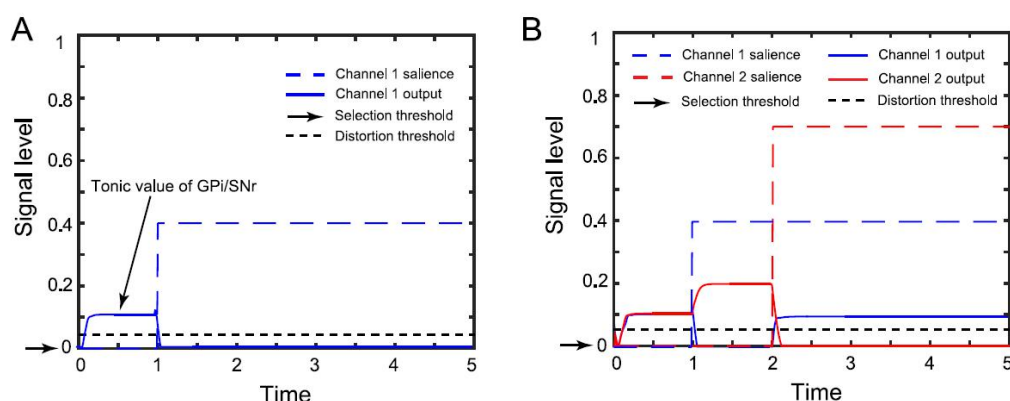 A
1
0.8
0.6
0.4
0.2
0
Signal level
Channel 1 salience
Channel 1 output
Selection threshold
Distortion threshold
Tonic value of GPi/SNr
0 1 2 3 4 5
Time
B
1
0.8
0.6
0.4
0.2
0
Signal level
Channel 1 salience Channel 1 output
Channel 2 salience Channel 2 output
Selection threshold Distortion threshold
0 1 2 3 4 5
Time